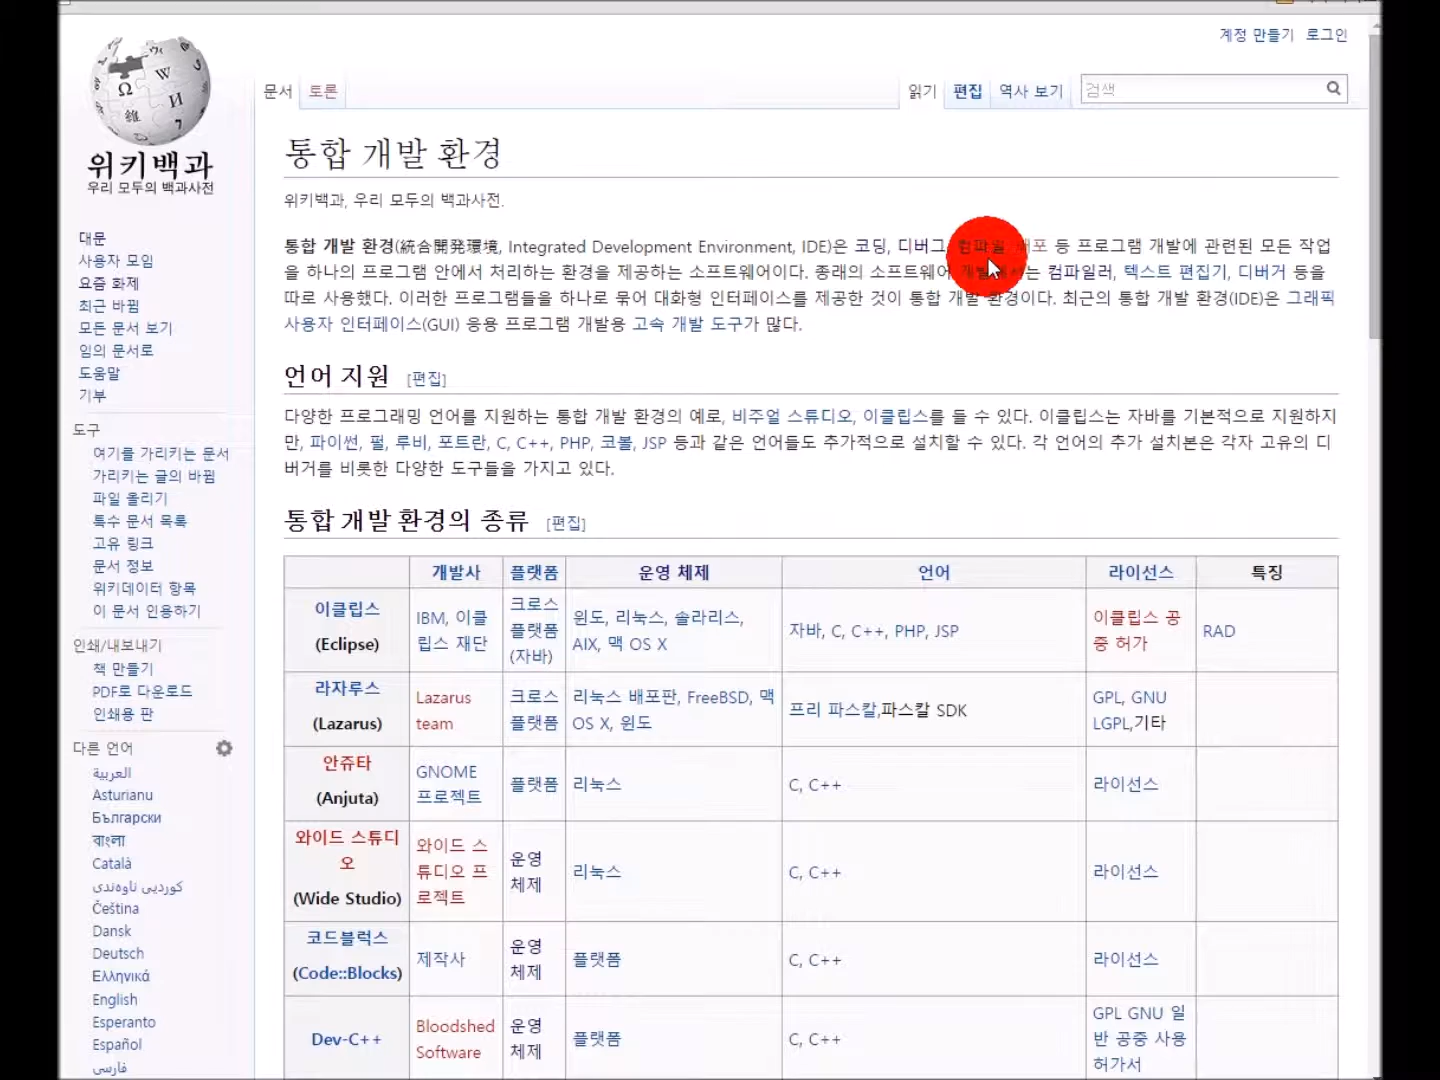 계정 만들기 로그인
위키백과
우리 모두의 백과사전
문서 토론 읽기 편집 역사 보기 검색
통합 개발 환경
위키백과, 우리 모두의 백과사전.
통합 개발 환경(統合開発環境, Integrated Development Environment, IDE)은 코딩, 디버그, 컴파일, 배포 등 프로그램 개발에 관련된 모든 작업
을 하나의 프로그램 안에서 처리하는 환경을 제공하는 소프트웨어이다. 종래의 소프트웨어 개발에서는 컴파일러, 텍스트 편집기, 디버거 등을
따로 사용했다. 이러한 프로그램들을 하나로 묶어 대화형 인터페이스를 제공한 것이 통합 개발 환경이다. 최근의 통합 개발 환경(IDE)은 그래픽
사용자 인터페이스(GUI) 응용 프로그램 개발용 고속 개발 도구가 많다.
언어 지원 [편집]
다양한 프로그래밍 언어를 지원하는 통합 개발 환경의 예로, 비주얼 스튜디오, 이클립스를 들 수 있다. 이클립스는 자바를 기본적으로 지원하지
만, 파이썬, 펄, 루비, 포트란, C, C++, PHP, 코볼, JSP 등과 같은 언어들도 추가적으로 설치할 수 있다. 각 언어의 추가 설치본은 각자 고유의 디
버거를 비롯한 다양한 도구들을 가지고 있다.
통합 개발 환경의 종류 [편집]
개발사 플랫폼 운영 체제 언어 라이선스 특징
이클립스
(Eclipse)
IBM, 이클
립스 재단
크로스
플랫폼
(자바)
윈도, 리눅스, 솔라리스,
AIX, 맥 OS X
자바, C, C++, PHP, JSP
이클립스 공
중 허가
RAD
라자루스
(Lazarus)
Lazarus
team
크로스
플랫폼
리눅스 배포판, FreeBSD, 맥
OS X, 윈도
프리 파스칼,파스칼 SDK
GPL, GNU
LGPL,기타
안쥬타
(Anjuta)
GNOME
프로젝트
플랫폼
리눅스
C, C++
라이선스
와이드 스튜디
오
(Wide Studio)
와이드 스
튜디오 프
로젝트
운영
체제
리눅스
C, C++
라이선스
코드블럭스
(Code::Blocks)
제작사
운영
체제
플랫폼
C, C++
라이선스
Dev-C++
Bloodshed
Software
운영
체제
플랫폼
C, C++
GPL GNU 일
반 공중 사용
허가서
대문
사용자 모임
요즘 화제
최근 바뀜
모든 문서 보기
임의 문서로
도움말
기부
도구
여기를 가리키는 문서
가리키는 글의 바뀜
파일 올리기
특수 문서 목록
고유 링크
문서 정보
위키데이터 항목
이 문서 인용하기
인쇄/내보내기
책 만들기
PDF로 다운로드
인쇄용 판
다른 언어
العربية
Asturianu
Български
বাংলা
Català
کوردیی ناوەندی
Čeština
Dansk
Deutsch
Ελληνικά
English
Esperanto
Español
فارسی